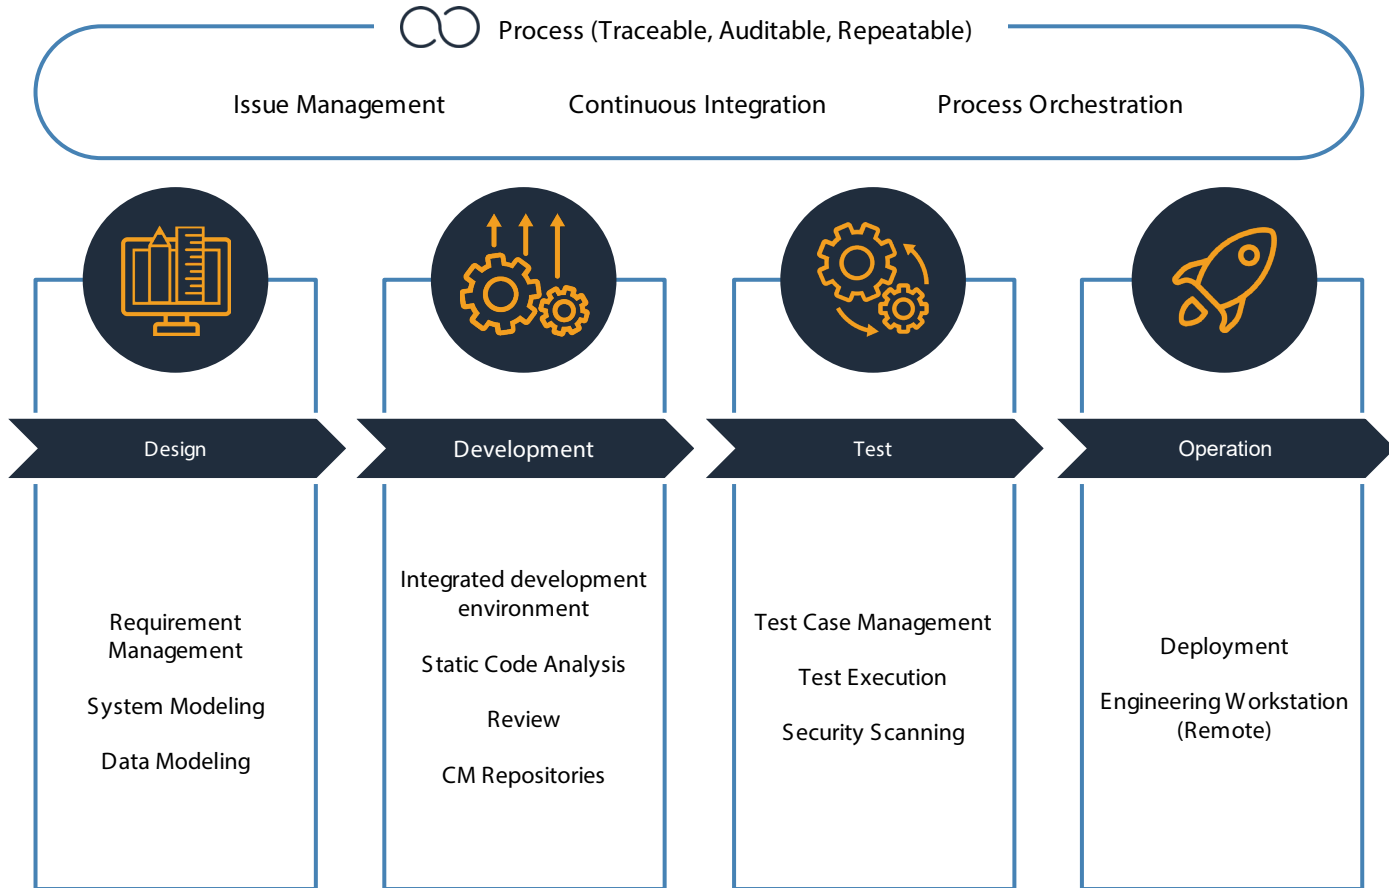 Process (Traceable, Auditable, Repeatable)
Issue Management
Continuous Integration
Process Orchestration
Design
Development
Test
Operation
Requirement
Management
System Modeling
Data Modeling
Integrated development
environment
Static Code Analysis
Review
CM Repositories
Test Case Management
Test Execution
Security Scanning
Deployment
Engineering Workstation
(Remote)